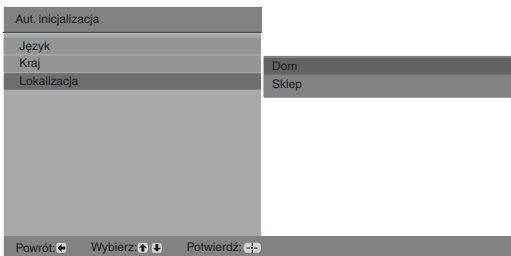 Aut. inicjalizacja
Język
Kraj
Lokalizacja
Dom
Sklep
Powrót: Wybierz: Potwierdź: